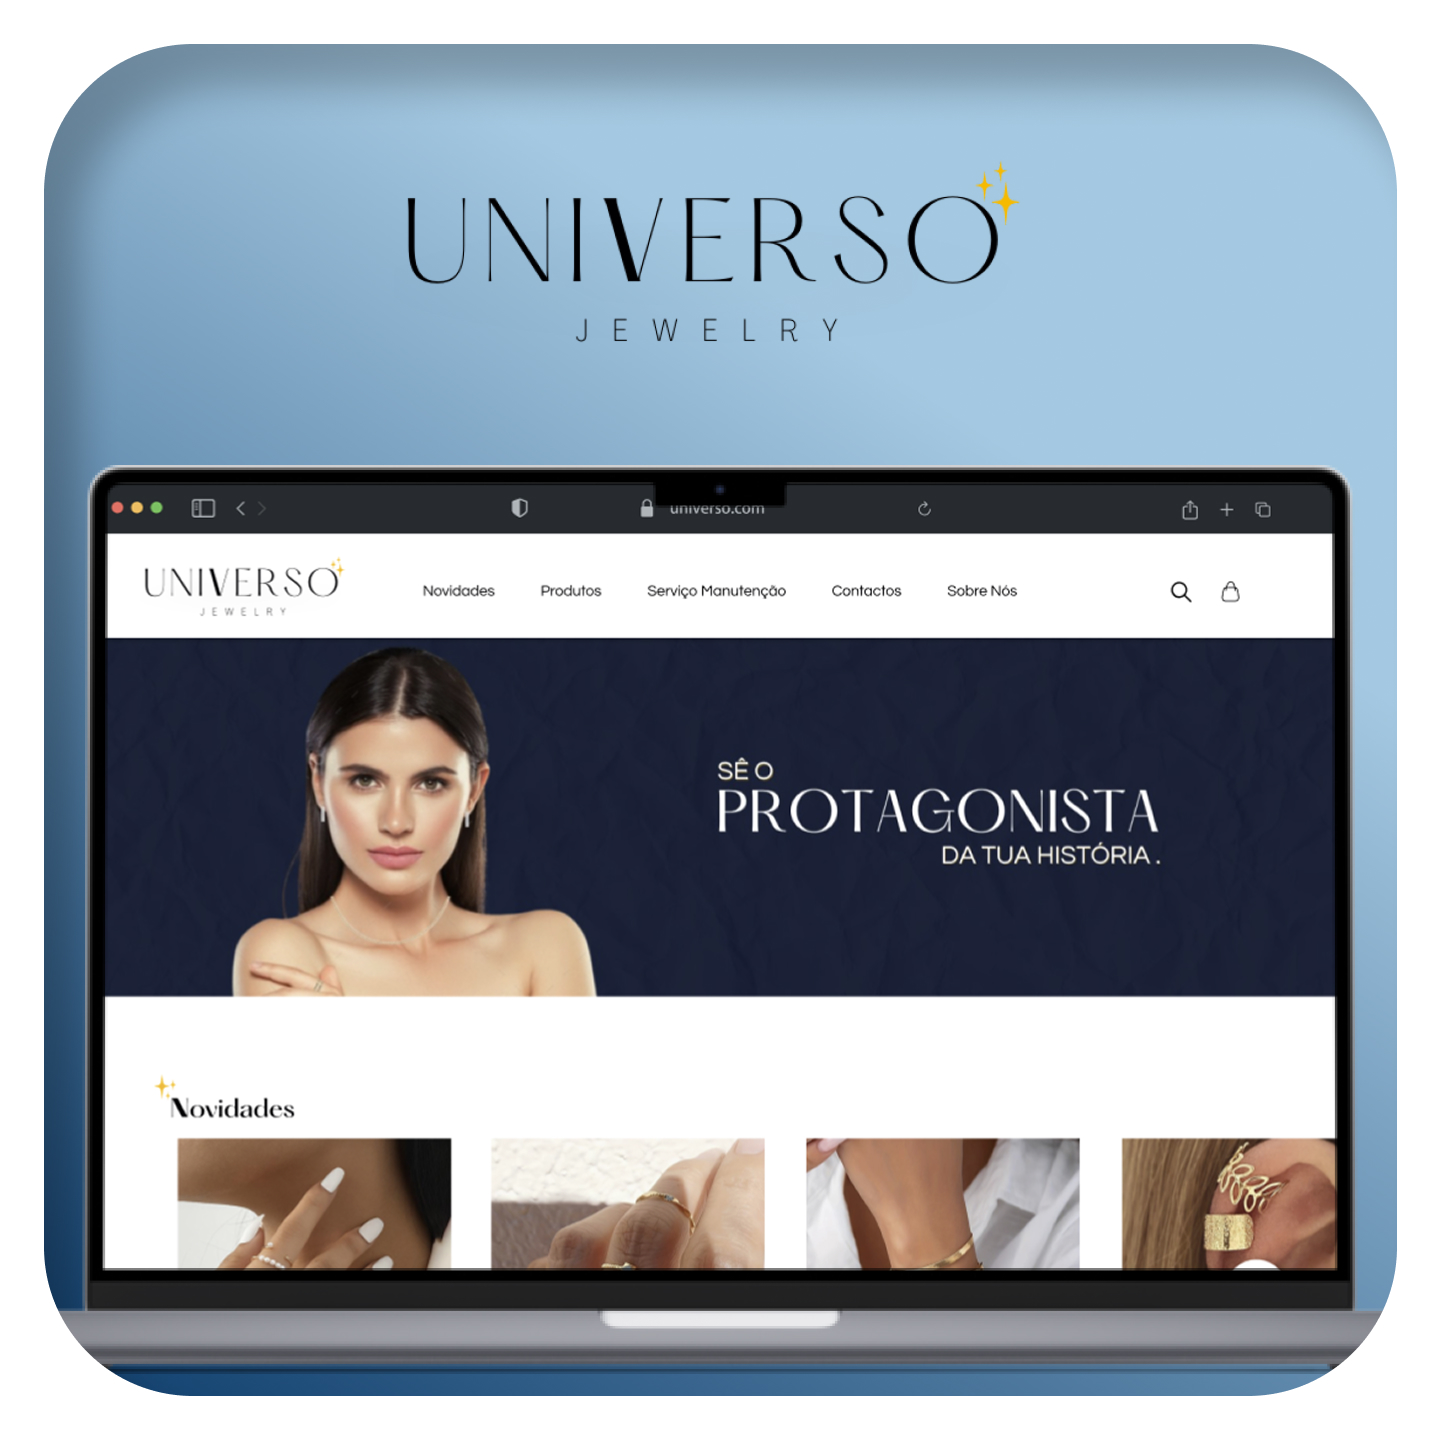 UNIVERSO
JEWELRY
universo.com
UNIVERSO
JEWELRY
Novidades
Produtos
Serviço Manutenção
Contactos
Sobre Nós
SÊ O
PROTAGONISTA
DA TUA HISTÓRIA .
Novidades